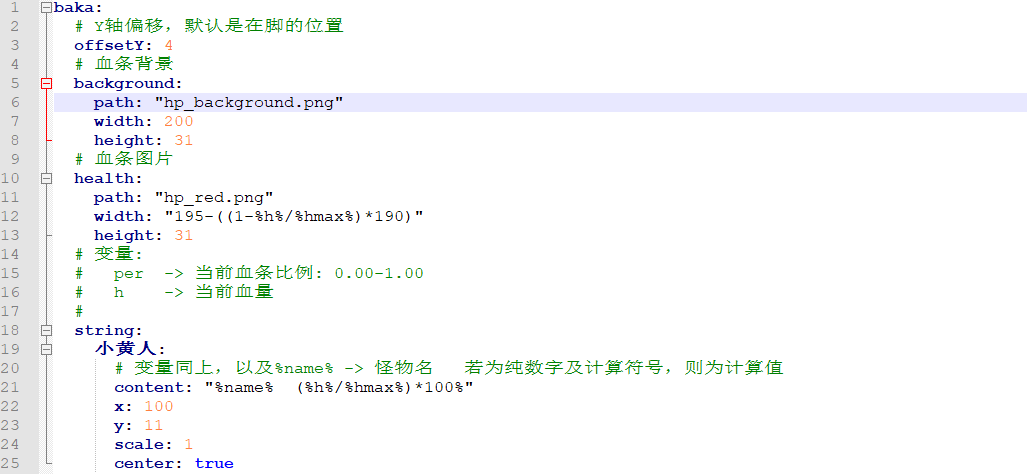 1 baka:
2 # Y轴偏移，默认是在脚的位置
3 offsetY: 4
4 # 血条背景
5 background:
6 path: "hp_background.png"
7 width: 200
8 height: 31
9 # 血条图片
10 health:
11 path: "hp_red.png"
12 width: "195-((1-%h%/%hmax%)*190)"
13 height: 31
14 # 变量:
15 # per -> 当前血条比例: 0.00-1.00
16 # h -> 当前血量
17 #
18 string:
19 小黄人:
20 # 变量同上，以及%name% -> 怪物名 若为纯数字及计算符号，则为计算值
21 content: "%name% (%h%/%hmax%)*100%"
22 x: 100
23 y: 11
24 scale: 1
25 center: true